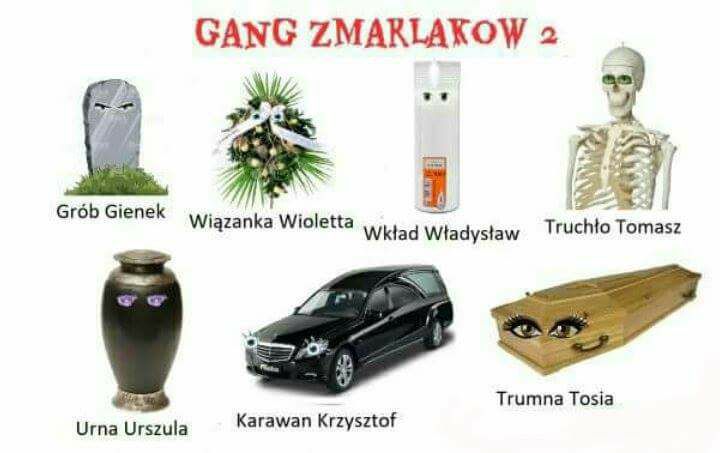 GANG ZMARLAKOW 2
Grób Gienek
Wiązanka Wioletta
Wkład Władysław
Truchło Tomasz
Urna Urszula
Karawan Krzysztof
Trumna Tosia